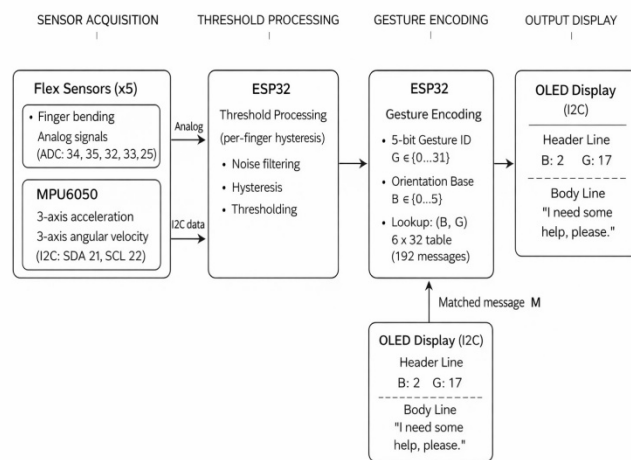 SENSOR ACQUISITION
THRESHOLD PROCESSING
GESTURE ENCODING
OUTPUT DISPLAY
Flex Sensors (x5)
• Finger bending
Analog signals
(ADC: 34, 35, 32, 33,25)
MPU6050
3-axis acceleration
3-axis angular velocity
(I2C: SDA 21, SCL 22)
Analog
I2C data
ESP32
Threshold Processing
(per-finger hysteresis)
• Noise filtering
• Hysteresis
• Thresholding
ESP32
Gesture Encoding
• 5-bit Gesture ID
G ∈ {0...31}
• Orientation Base
B ∈ {0...5}
• Lookup: (B, G)
6 x 32 table
(192 messages)
OLED Display
(I2C)
Header Line
B: 2 G: 17
Body Line
"I need some
help, please."
Matched message M
OLED Display (I2C)
Header Line
B: 2 G: 17
Body Line
"I need some
help, please."